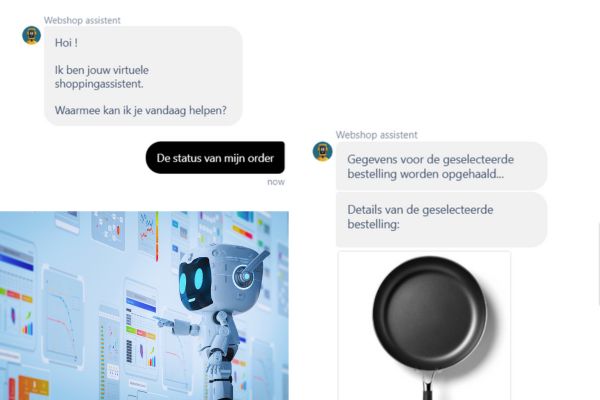 Webshop assistent
Hoi !
Ik ben jouw virtuele
shoppingassistent.
Waarmee kan ik je vandaag helpen?
De status van mijn order
now
Webshop assistent
Gegevens voor de geselecteerde
bestelling worden opgehaald...
Details van de geselecteerde
bestelling: